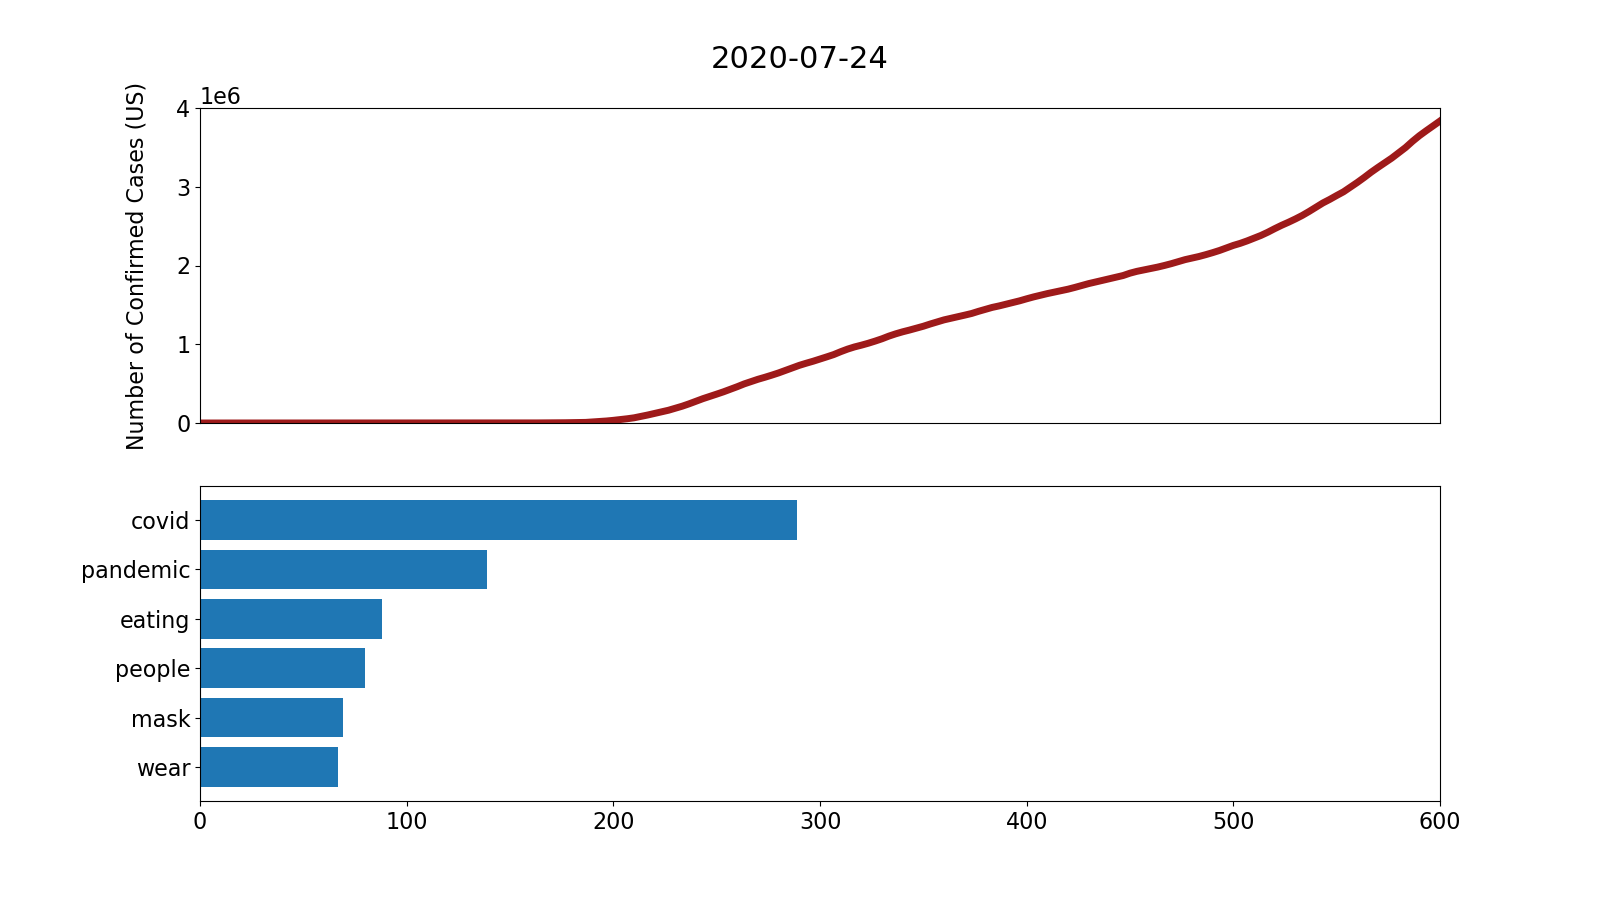 2020-07-24
1e6
Number of Confirmed Cases (US)
4
3
2
1
0
covid
pandemic
eating
people
mask
wear
0 100 200 300 400 500 600